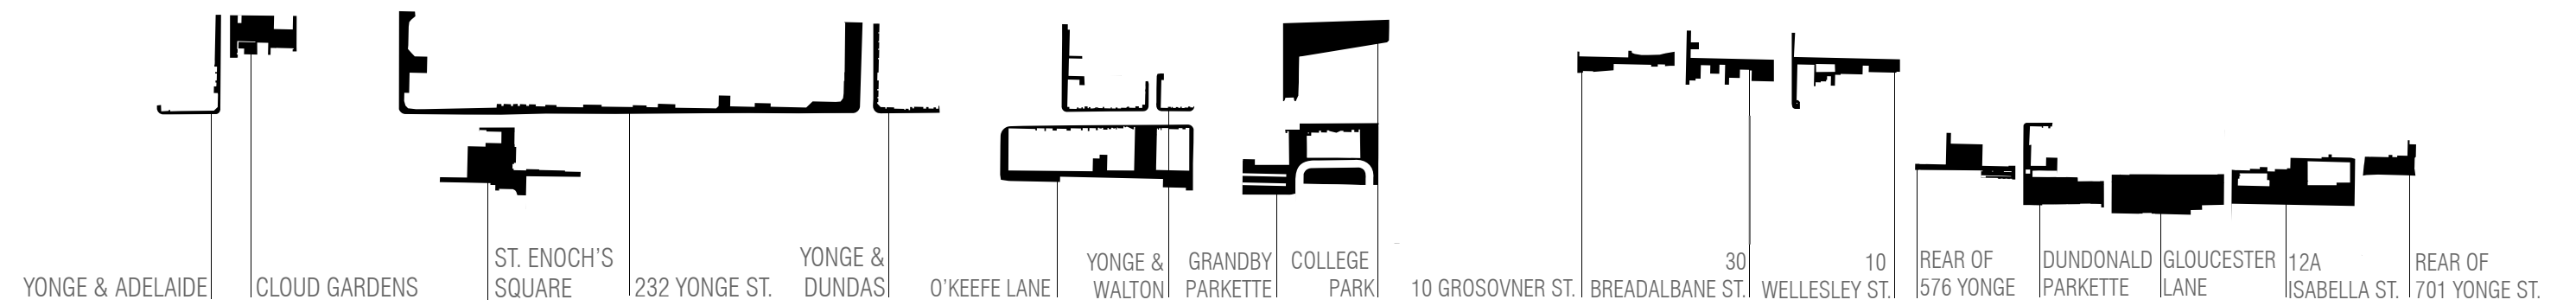 YONGE & ADELAIDE
CLOUD GARDENS
ST. ENOCH'S
SQUARE
232 YONGE ST.
YONGE &
DUNDAS
O'KEEFE LANE
YONGE &
WALTON
GRANDBY
PARKETTE
COLLEGE
PARK
10 GROSOVNER ST.
30
BREADALBANE ST.
10
WELLESLEY ST.
REAR OF
576 YONGE
DUNDONALD
PARKETTE
GLOUCESTER
LANE
12A
ISABELLA ST.
REAR OF
701 YONGE ST.